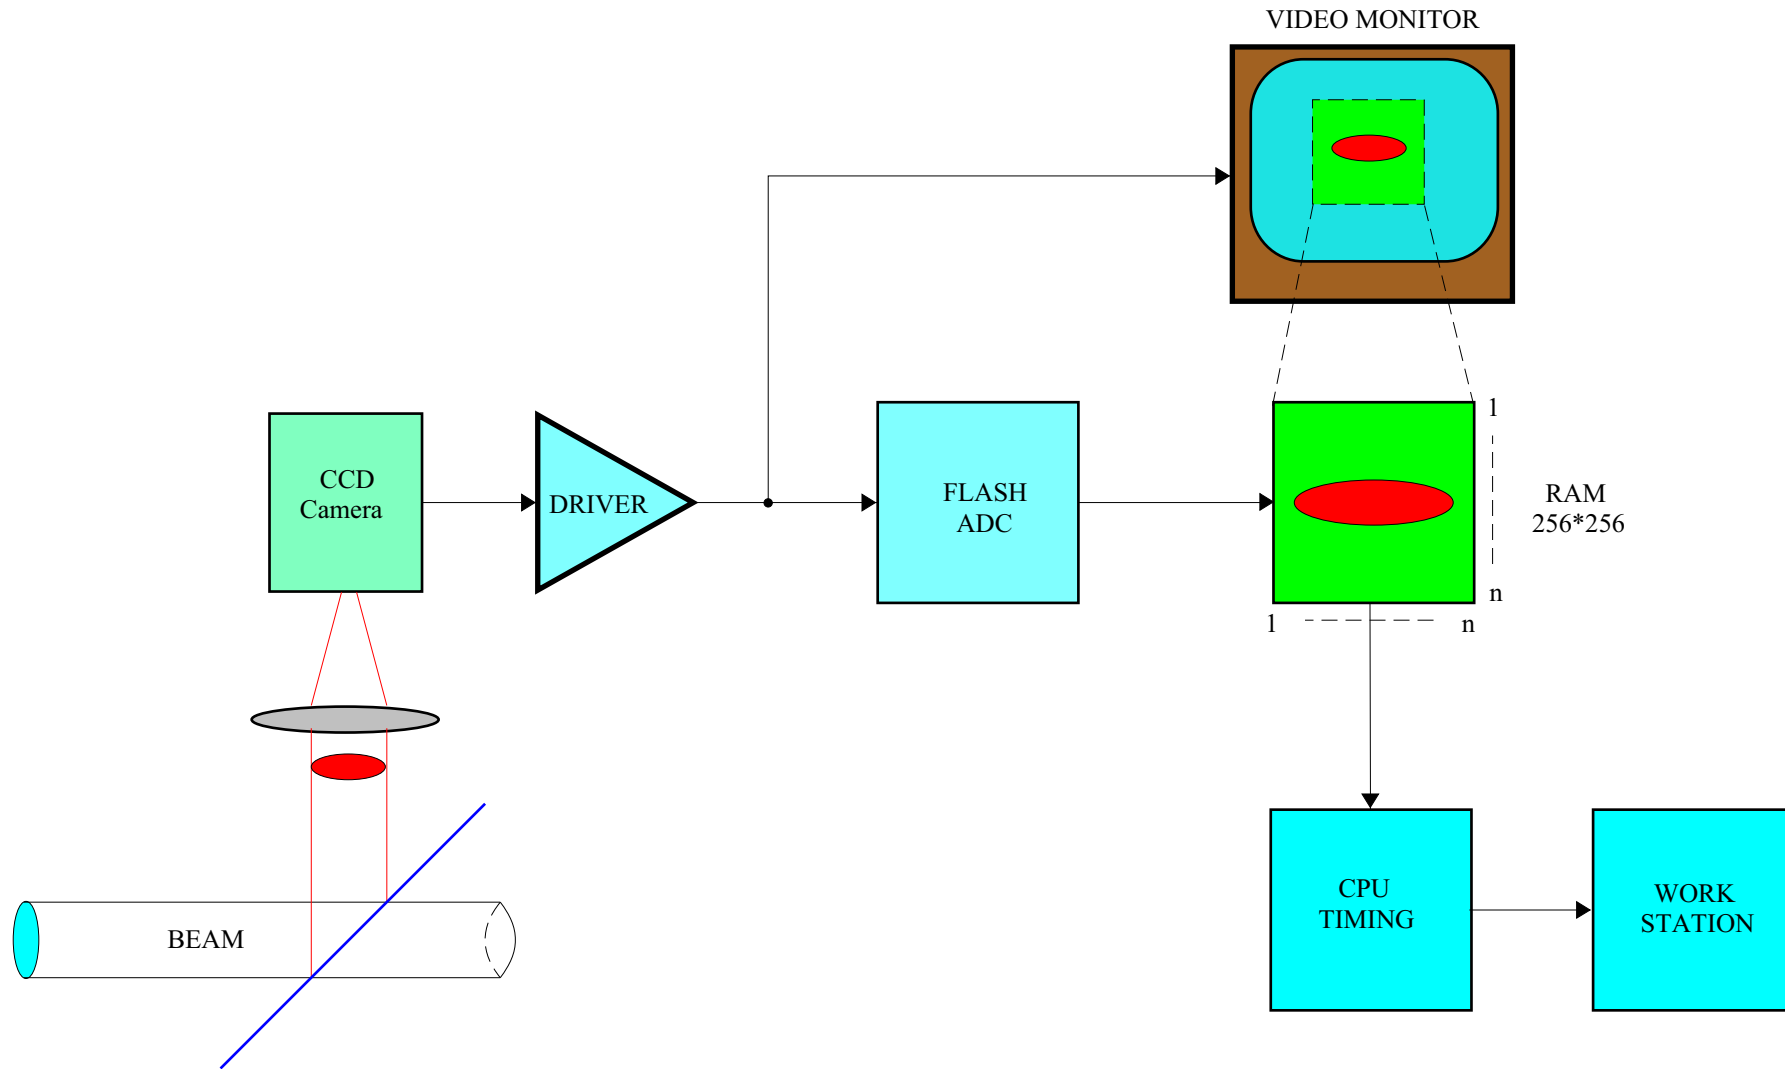 VIDEO MONITOR
CCD
Camera
DRIVER
FLASH
ADC
1
n
RAM
256*256
1
n
BEAM
CPU
TIMING
WORK
STATION